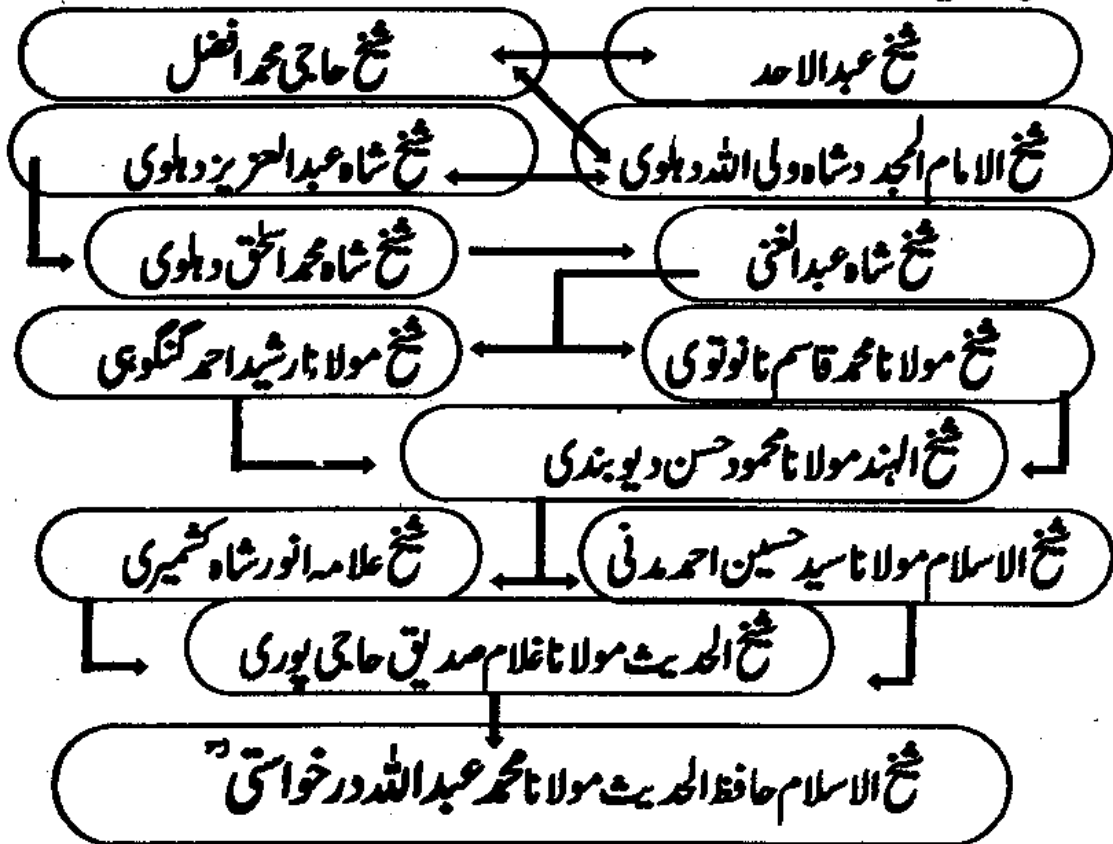 شیخ عبدالاحد
شیخ حاجی محمد افضل
شیخ الامام المجدد شاہ ولی اللہ دہلوی
شیخ شاہ عبدالعزیز دہلوی
شیخ شاہ عبدالغنی
شیخ شاہ محمد اسحٰق دہلوی
شیخ مولانا محمد قاسم نانوتوی
شیخ مولانا رشید احمد گنگوہی
شیخ الہند مولانا محمود حسن دیوبندی
شیخ الاسلام مولانا سید حسین احمد مدنی
شیخ علامہ انور شاہ کشمیری
شیخ الحدیث مولانا غلام صدیق حاجی پوری
شیخ الاسلام حافظ الحدیث مولانا محمد عبداللہ درخواستیؒ